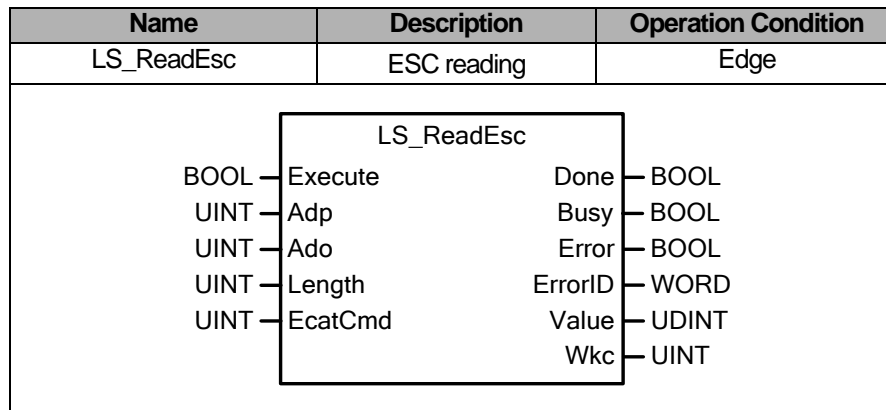 Name Description Operation Condition
LS_ReadEsc ESC reading Edge
LS_ReadEsc
BOOL Execute Done BOOL
UINT Adp Busy BOOL
UINT Ado Error BOOL
UINT Length ErrorID WORD
UINT EcatCmd Value UDINT
Wkc UINT